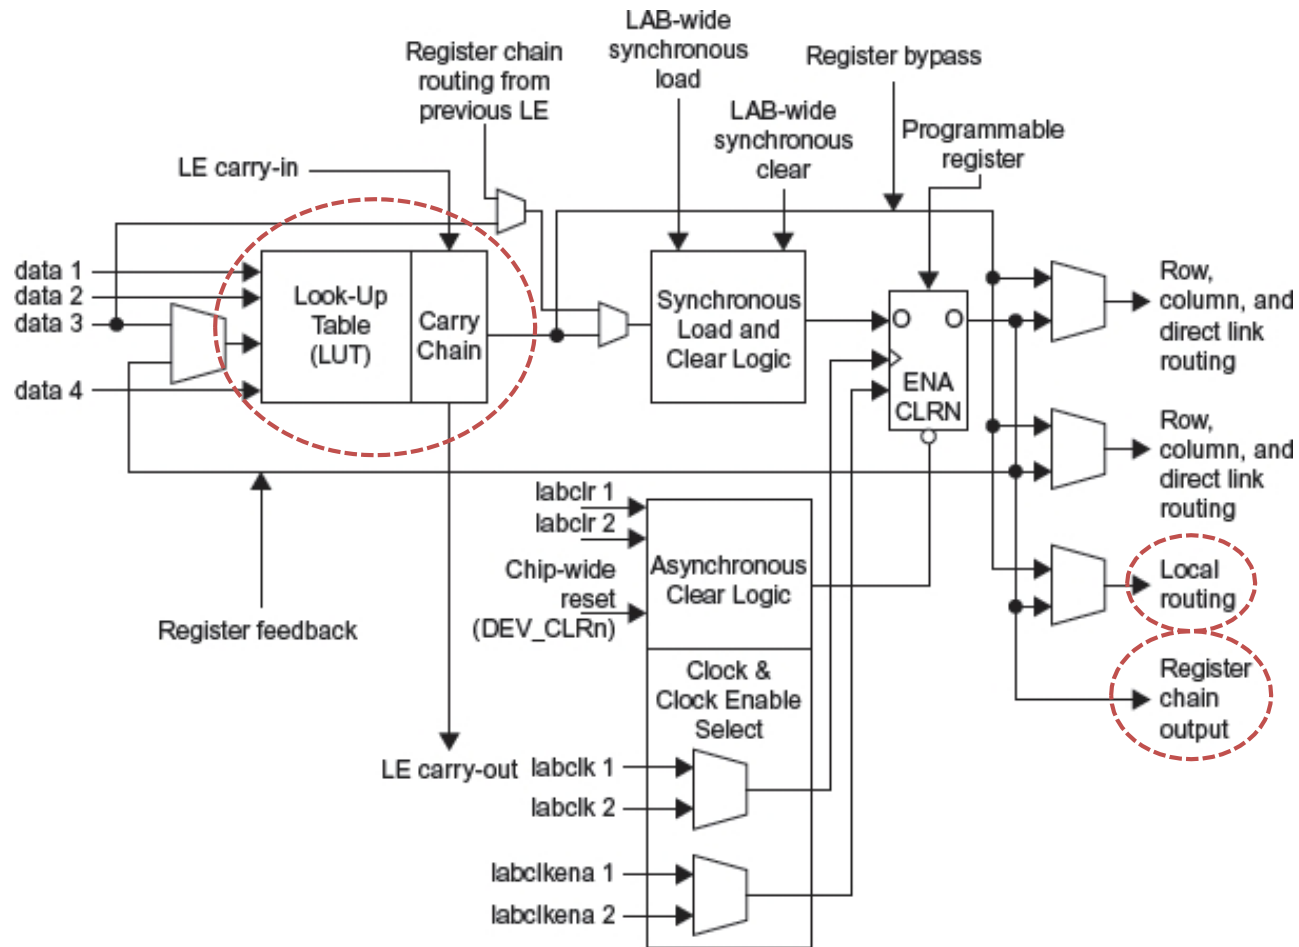 LAB-wide
synchronous
load
Register chain
routing from
previous LE
Register bypass
LAB-wide
synchronous
clear
Programmable
register
LE carry-in
data 1
data 2
data 3
data 4
Look-Up
Table
(LUT)
Carry
Chain
Synchronous
Load and
Clear Logic
O O
ENA
CLRN
Row,
column, and
direct link
routing
Row,
column, and
direct link
routing
Local
routing
Register
chain
output
Register feedback
labclr 1
labclr 2
Chip-wide
reset
(DEV_CLRn)
Asynchronous
Clear Logic
Clock &
Clock Enable
Select
LE carry-out
labclk 1
labclk 2
labclkena 1
labclkena 2